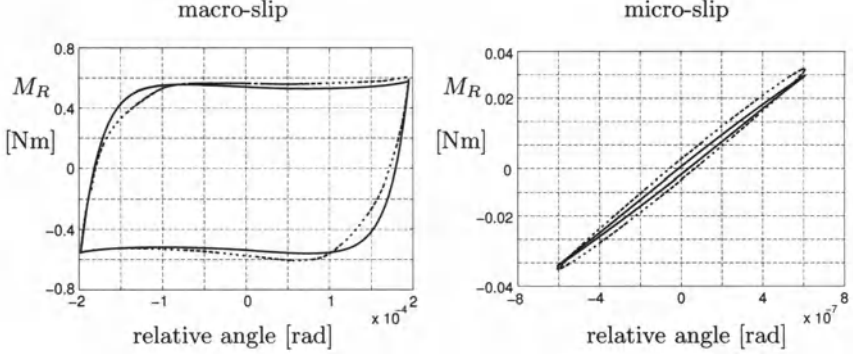 macro-slip
M_R
[Nm]
0.8
0.4
0
−0.4
−0.8
−2
−1
0
1
2
x 10^-4
relative angle [rad]
micro-slip
M_R
[Nm]
0.04
0.02
0
−0.02
−0.04
−8
−4
0
4
8
x 10^-7
relative angle [rad]